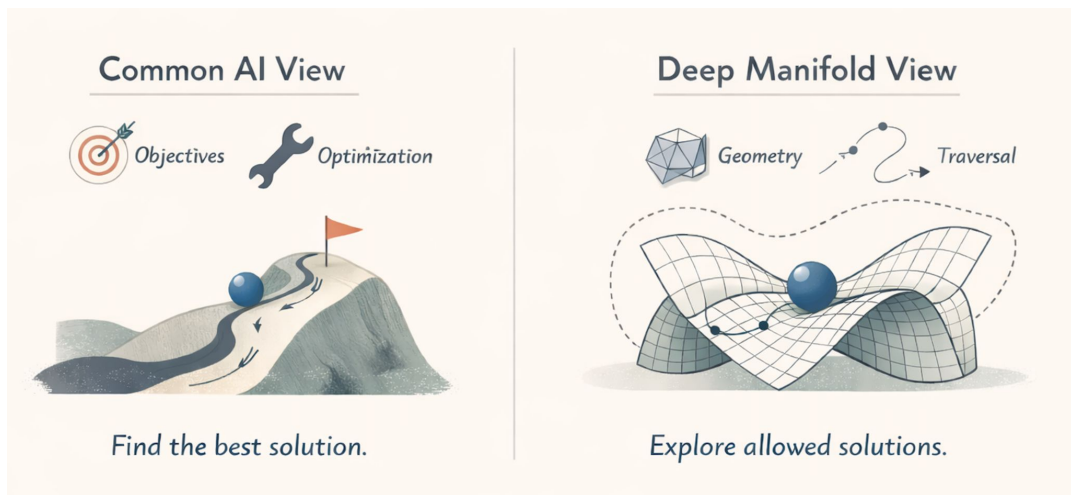 Common AI View
Objectives
Optimization
Find the best solution.
Deep Manifold View
Geometry
Traversal
Explore allowed solutions.